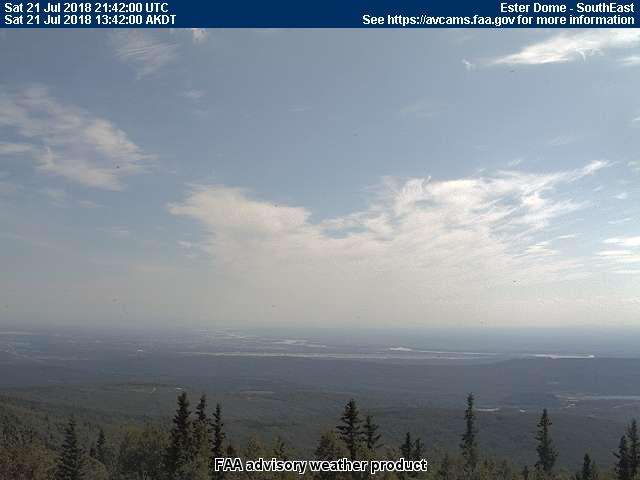 Sat 21 Jul 2018 21:42:00 UTC
Ester Dome - SouthEast
Sat 21 Jul 2018 13:42:00 AKDT
See https://avcams.faa.gov for more information
FAA advisory weather product